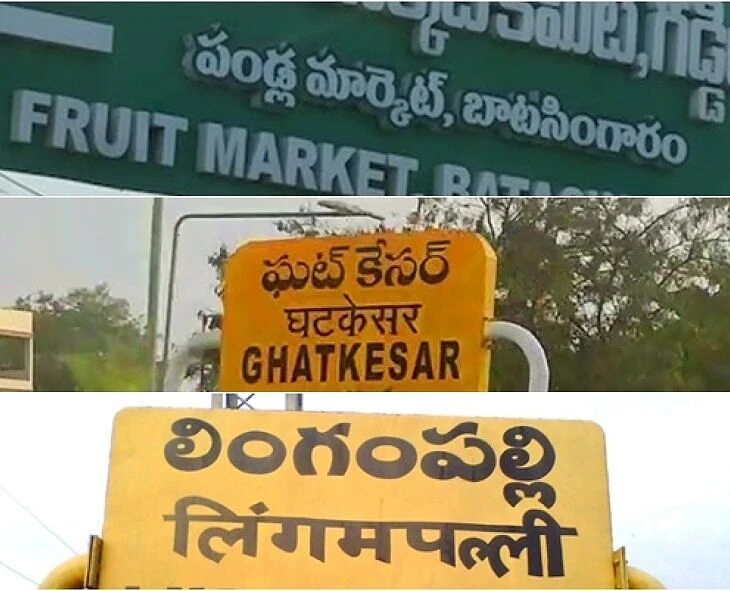 పండ్ల మార్కెట్, బాటసింగారం
FRUIT MARKET,
ఘట్ కేసర్
घटकेसर
GHATKESAR
లింగంపల్లి
लिंगमपल्ली